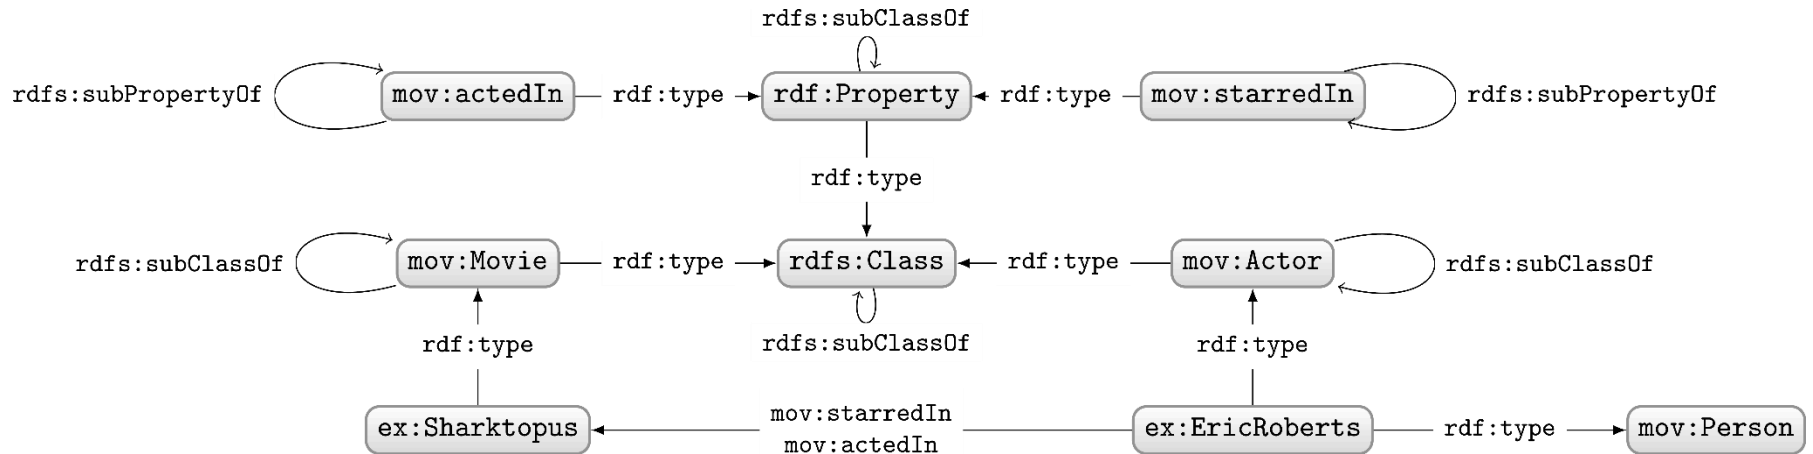 rdfs:subClassOf
rdfs:subPropertyOf mov:actedIn rdf:type rdf:Property rdf:type mov:starredIn rdfs:subPropertyOf
rdf:type
rdfs:subClassOf mov:Movie rdf:type rdfs:Class rdf:type mov:Actor rdfs:subClassOf
rdf:type rdfs:subClassOf rdf:type
ex:Sharktopus mov:starredIn ex:EricRoberts rdf:type mov:Person
mov:actedIn